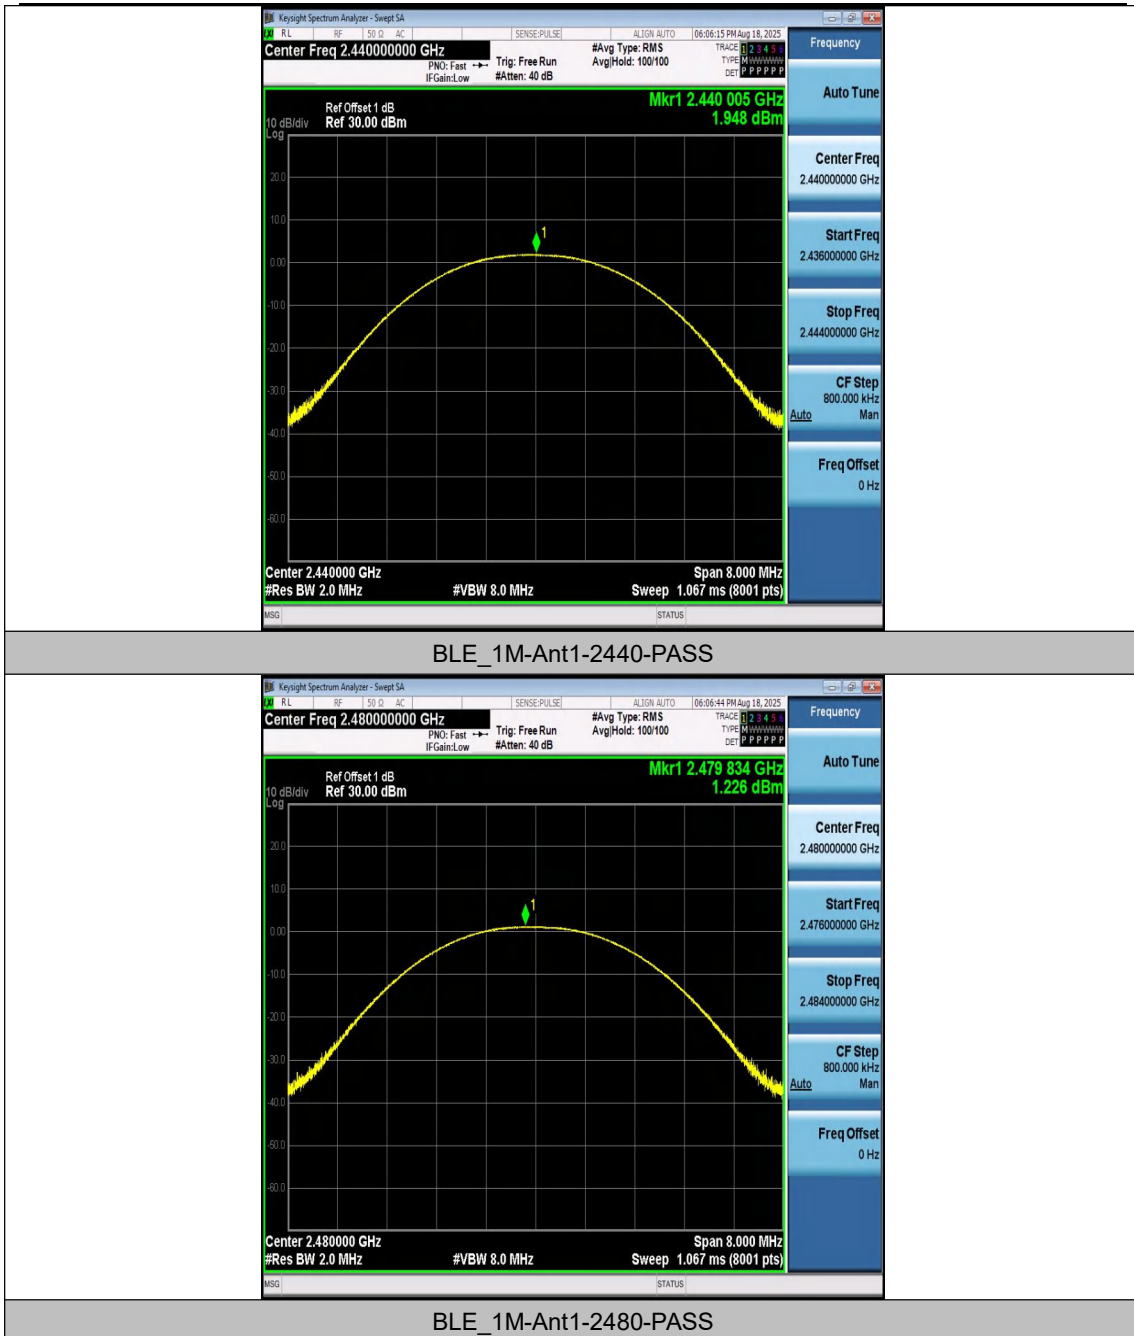 Keysight Spectrum Analyzer - Swept SA
RL RF 50 Ω AC SENSE:PULSE ALIGN AUTO 06:06:15 PM Aug 18, 2025
Center Freq 2.440000000 GHz
PNO: Fast
IFGain:Low
Trig: Free Run
#Atten: 40 dB
#Avg Type: RMS
Avg|Hold: 100/100
TRACE 1 2 3 4 5 6
TYPE M
DET P P P P P P
Frequency
Auto Tune
Mkr1 2.440 005 GHz
1.948 dBm
Ref Offset 1 dB
10 dB/div Ref 30.00 dBm
Log
20.0
10.0
0.00
-10.0
-20.0
-30.0
-40.0
-50.0
-60.0
1
Center Freq
2.440000000 GHz
Start Freq
2.436000000 GHz
Stop Freq
2.444000000 GHz
CF Step
800.000 kHz
Auto Man
Freq Offset
0 Hz
Center 2.440000 GHz Span 8.000 MHz
#Res BW 2.0 MHz #VBW 8.0 MHz Sweep 1.067 ms (8001 pts)
MSG STATUS
BLE_1M-Ant1-2440-PASS
Keysight Spectrum Analyzer - Swept SA
RL RF 50 Ω AC SENSE:PULSE ALIGN AUTO 06:06:44 PM Aug 18, 2025
Center Freq 2.480000000 GHz
PNO: Fast
IFGain:Low
Trig: Free Run
#Atten: 40 dB
#Avg Type: RMS
Avg|Hold: 100/100
TRACE 1 2 3 4 5 6
TYPE M
DET P P P P P P
Frequency
Auto Tune
Mkr1 2.479 834 GHz
1.226 dBm
Ref Offset 1 dB
10 dB/div Ref 30.00 dBm
Log
20.0
10.0
0.00
-10.0
-20.0
-30.0
-40.0
-50.0
-60.0
1
Center Freq
2.480000000 GHz
Start Freq
2.476000000 GHz
Stop Freq
2.484000000 GHz
CF Step
800.000 kHz
Auto Man
Freq Offset
0 Hz
Center 2.480000 GHz Span 8.000 MHz
#Res BW 2.0 MHz #VBW 8.0 MHz Sweep 1.067 ms (8001 pts)
MSG STATUS
BLE_1M-Ant1-2480-PASS